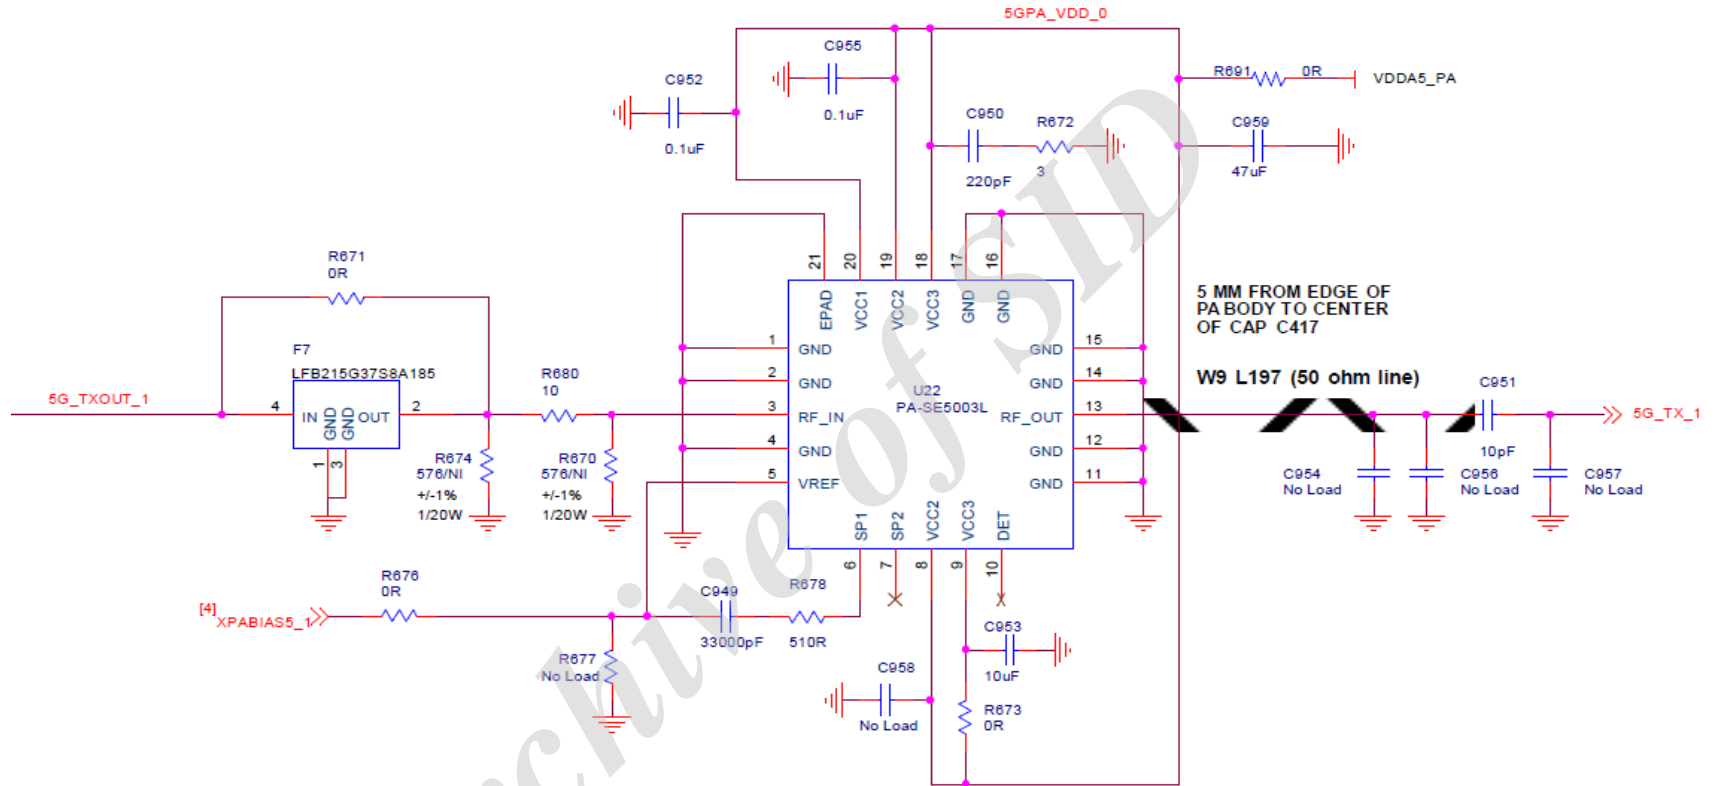 5GPA_VDD_0
C955
0.1uF
C952
0.1uF
R691
0R
VDDA5_PA
C950
220pF
R672
3
C959
47uF
R671
0R
21
20
19
18
17
16
EPAD
VCC1
VCC2
VCC3
GND
GND
5 MM FROM EDGE OF
PA BODY TO CENTER
OF CAP C417
W9 L197 (50 ohm line)
F7
LFB215G37S8A185
5G_TXOUT_1
4
IN
GND
GND
OUT
2
1
3
R680
10
1
GND
2
GND
3
RF_IN
4
GND
5
VREF
U22
PA-SE5003L
GND
15
GND
14
RF_OUT
13
GND
12
GND
11
C951
10pF
5G_TX_1
R674
576/NI
+/-1%
1/20W
R670
576/NI
+/-1%
1/20W
C954
No Load
C956
No Load
C957
No Load
SP1
SP2
VCC2
VCC3
DET
6
7
8
9
10
R676
0R
[4]
XPABIAS5_1
C949
33000pF
R678
510R
R677
No Load
C953
10uF
C958
No Load
R673
0R
Archive of SID